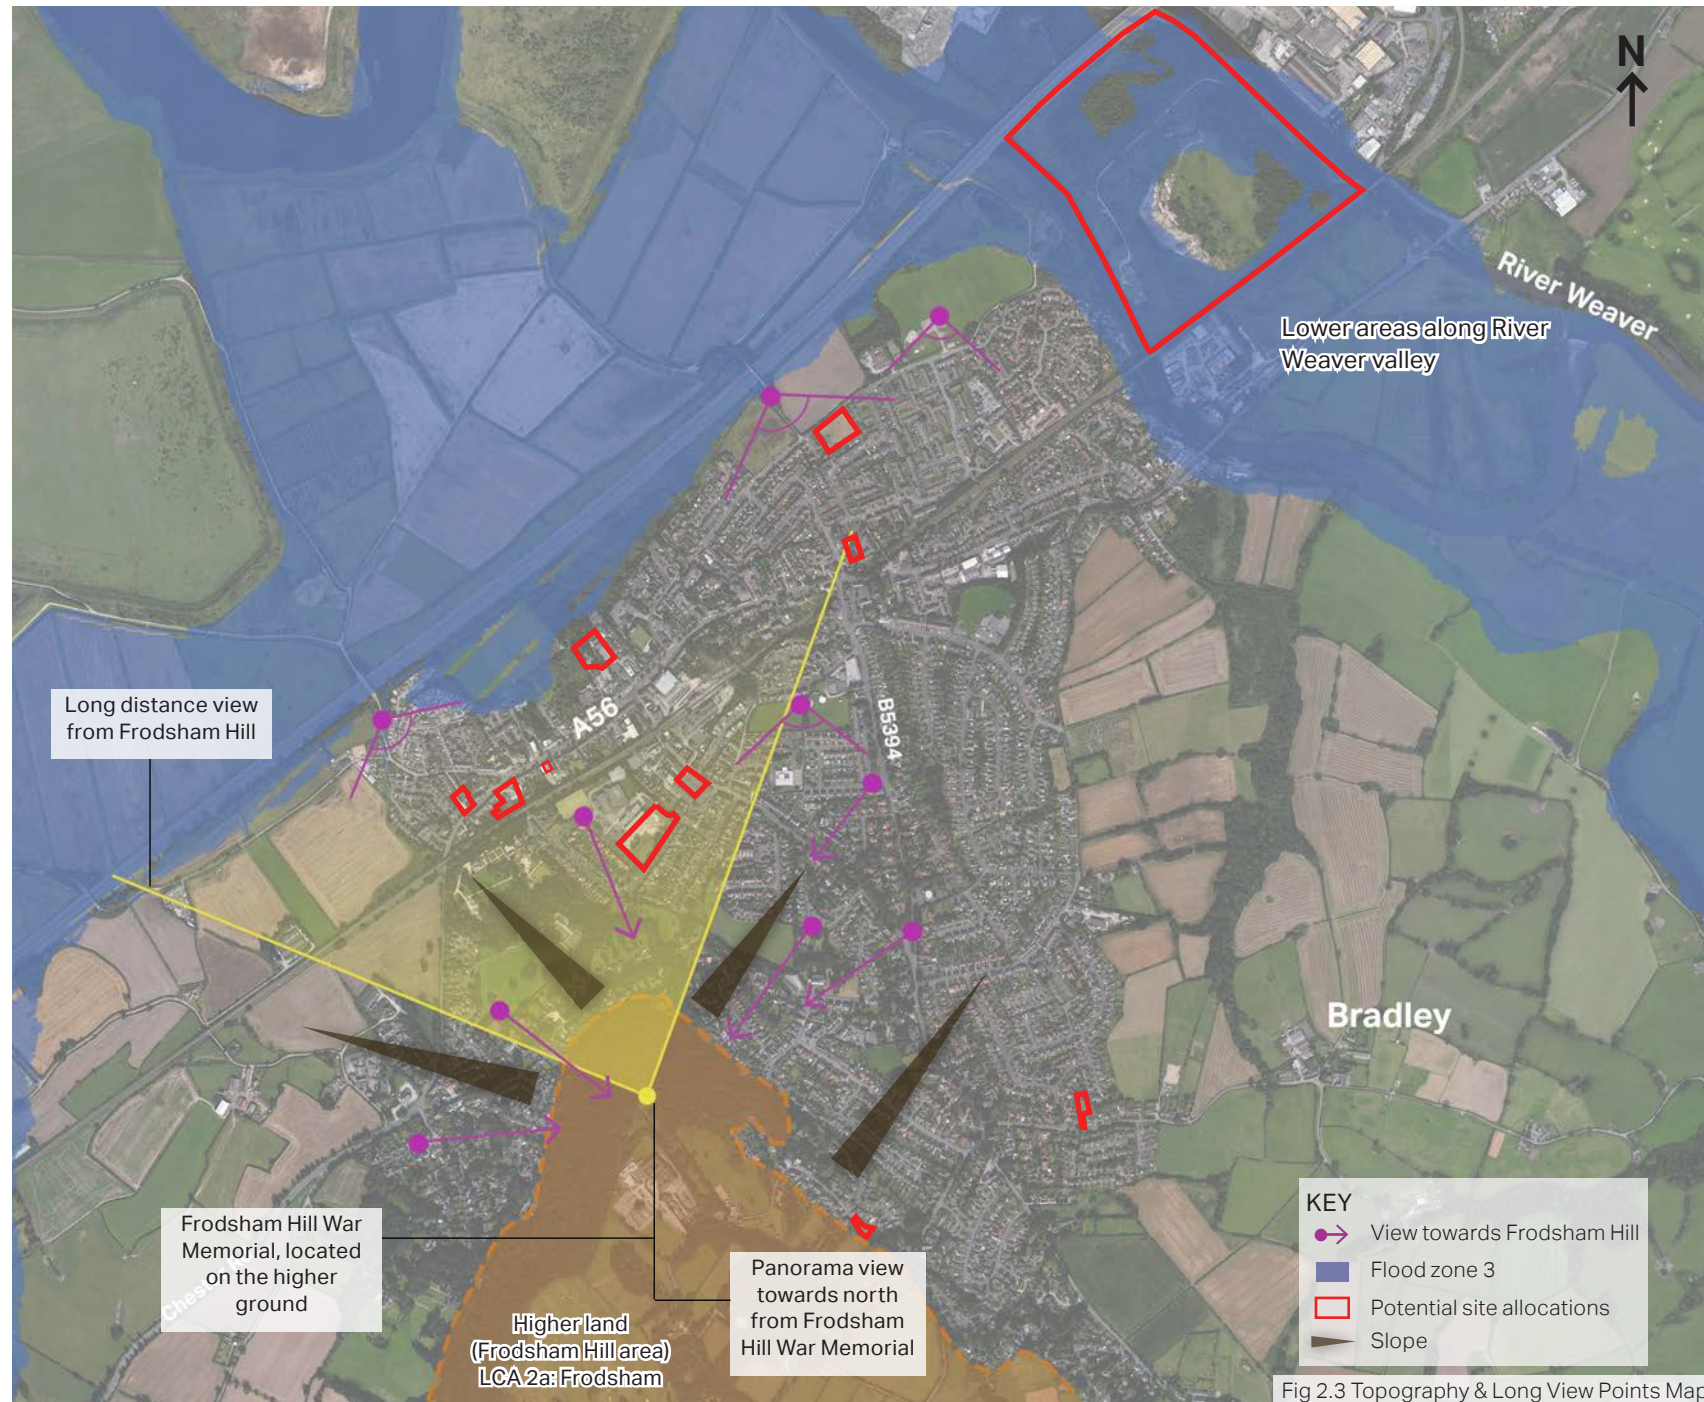 N
River Weaver
Lower areas along River
Weaver valley
Long distance view
from Frodsham Hill
A56
B5394
Bradley
Frodsham Hill War
Memorial, located
on the higher
ground
Higher land
(Frodsham Hill area)
LCA 2a: Frodsham
Panorama view
towards north
from Frodsham
Hill War Memorial
KEY
View towards Frodsham Hill
Flood zone 3
Potential site allocations
Slope
Fig 2.3 Topography & Long View Points Map